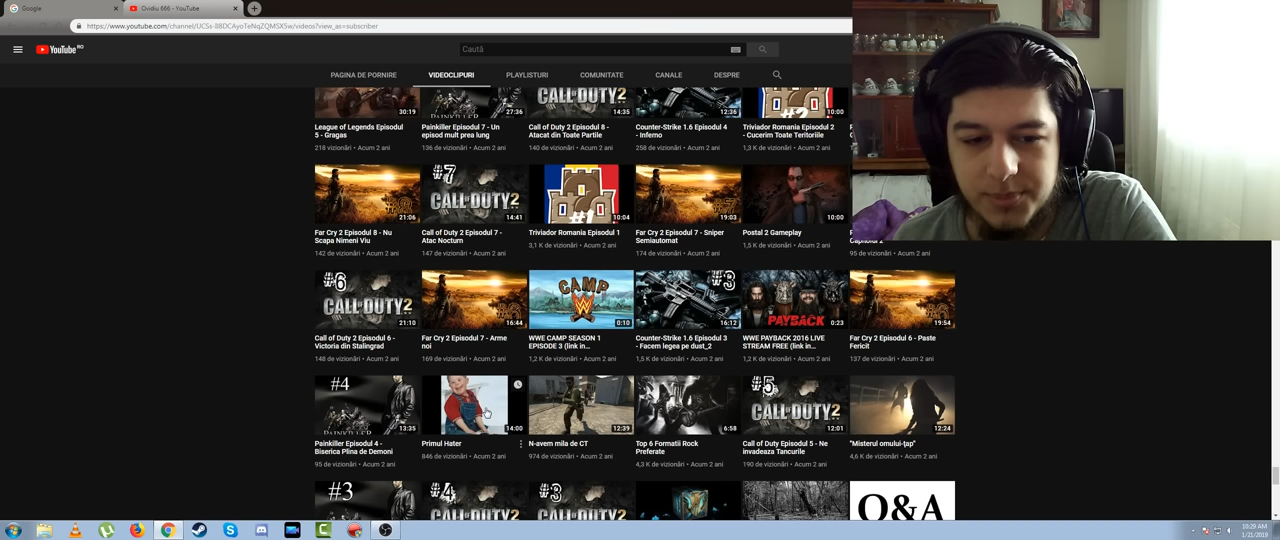 Google
Ovidiu 666 - YouTube
https://www.youtube.com/channel/UCSs-8BDCAyoTeNqZQMSX5w/videos?view_as=subscriber
YouTube RO
Caută
PAGINA DE PORNIRE VIDEOCLIPURI PLAYLISTURI COMUNITATE CANALE DESPRE
30:19 27:36 14:35 12:36 10:00
PAINKILLER
CALL OF DUTY 2
#2
League of Legends Episodul 5 - Gragas
218 de vizionări • Acum 2 ani
Painkiller Episodul 7 - Un episod mult prea lung
136 de vizionări • Acum 2 ani
Call of Duty 2 Episodul 8 - Atacati din Toate Partile
140 de vizionări • Acum 2 ani
Counter-Strike 1.6 Episodul 4 - Inferno
258 de vizionări • Acum 2 ani
Triviador Romania Episodul 2 - Cucerim Toate Teritoriile
1,3 K de vizionări • Acum 2 ani
21:06
#7
CALL OF DUTY 2
14:41
#1
10:04
19:03
10:00
Far Cry 2 Episodul 8 - Nu Scapa Nimeni Viu
142 de vizionări • Acum 2 ani
Call of Duty 2 Episodul 7 - Atac Nocturn
147 de vizionări • Acum 2 ani
Triviador Romania Episodul 1
3,1 K de vizionări • Acum 2 ani
Far Cry 2 Episodul 7 - Sniper Semiautomat
174 de vizionări • Acum 2 ani
Postal 2 Gameplay
1,5 K de vizionări • Acum 2 ani
95 de vizionări • Acum 2 ani
#6
CALL OF DUTY 2
21:10
16:44
CAMP
W
0:10
#3
16:12
PAYBACK
0:23
19:54
Call of Duty 2 Episodul 6 - Victoria din Stalingrad
148 de vizionări • Acum 2 ani
Far Cry 2 Episodul 7 - Arme noi
169 de vizionări • Acum 2 ani
WWE CAMP SEASON 1 EPISODE 3 (link in...
1,2 K de vizionări • Acum 2 ani
Counter-Strike 1.6 Episodul 3 - Facem legea pe dust_2
1,5 K de vizionări • Acum 2 ani
WWE PAYBACK 2016 LIVE STREAM FREE (link in...
1,2 K de vizionări • Acum 2 ani
Far Cry 2 Episodul 6 - Paste Fericit
137 de vizionări • Acum 2 ani
#4
PAINKILLER
13:35
14:00
12:39
6:58
#5
CALL OF DUTY 2
12:01
12:24
Painkiller Episodul 4 - Biserica Plina de Demoni
95 de vizionări • Acum 2 ani
Primul Hater
846 de vizionări • Acum 2 ani
N-avem mila de CT
974 de vizionări • Acum 2 ani
Top 6 Formatii Rock Preferate
4,3 K de vizionări • Acum 2 ani
Call of Duty Episodul 5 - Ne invadeaza Tancurile
190 de vizionări • Acum 2 ani
"Misterul omului-ţap"
4,6 K de vizionări • Acum 2 ani
#3
#4
#3
Q&A
10:29 AM
1/21/2019